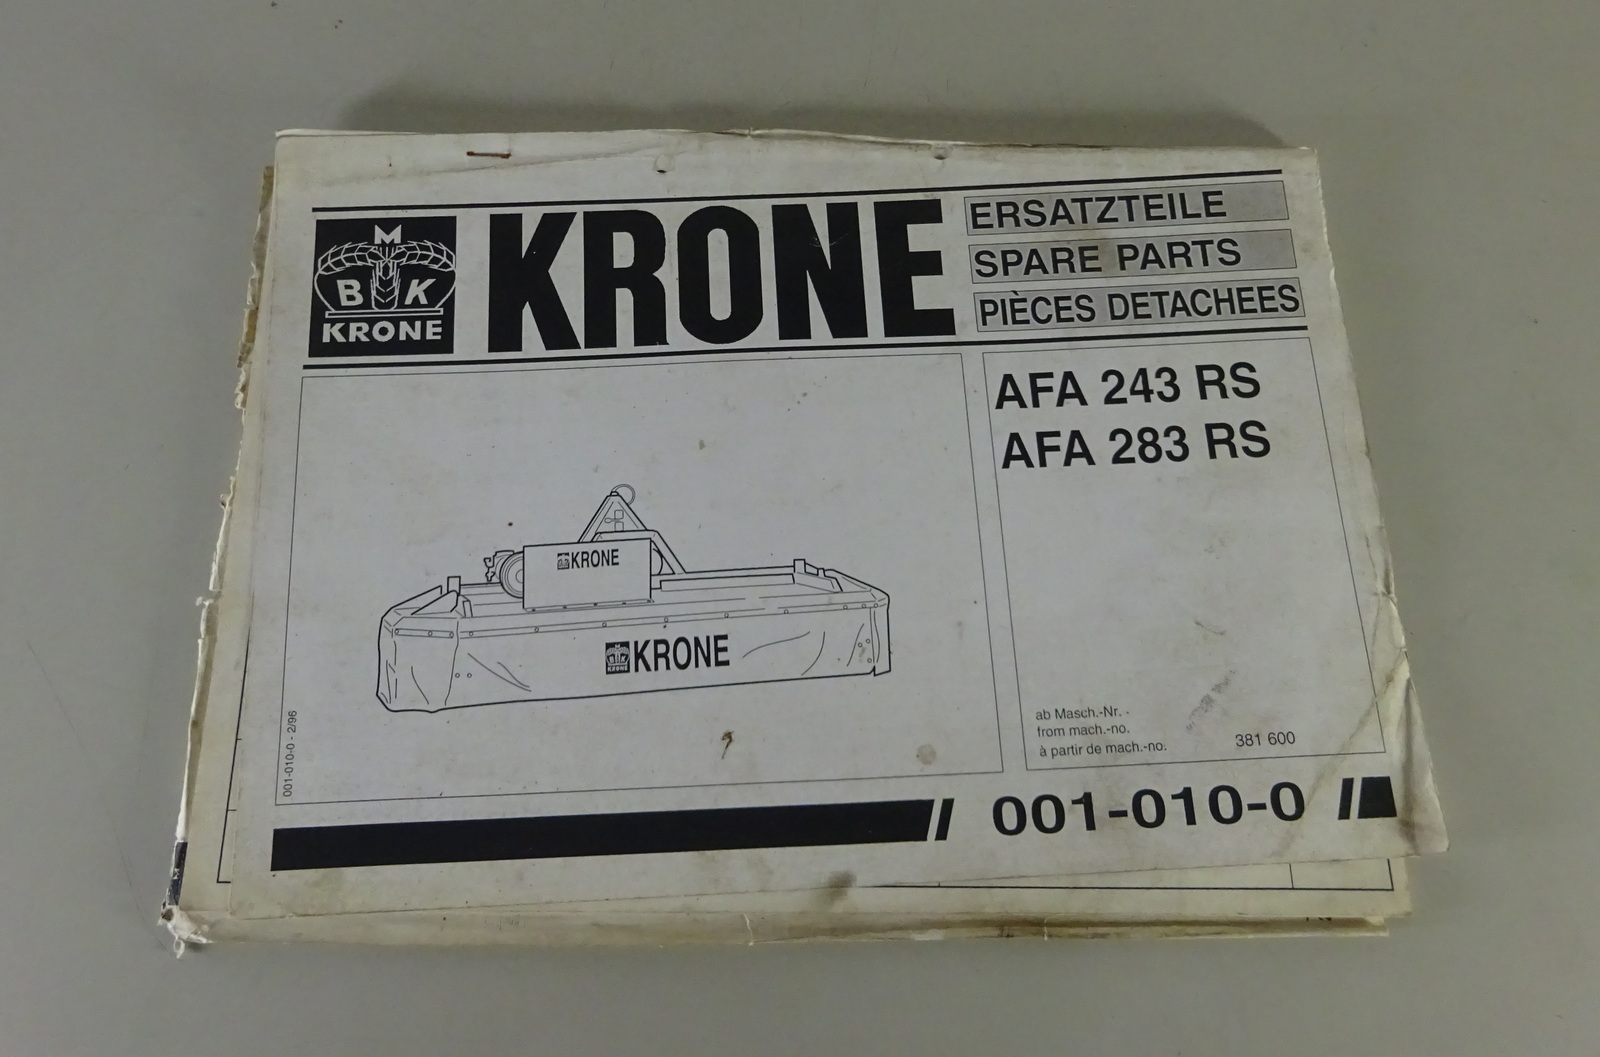 M
B K
KRONE
KRONE
ERSATZTEILE
SPARE PARTS
PIÈCES DETACHEES
AFA 243 RS
AFA 283 RS
KRONE
B K
KRONE
KRONE
ab Masch.-Nr.
from mach.-no.
à partir de mach.-no. 381 600
001-010-0 - 2/96
001-010-0